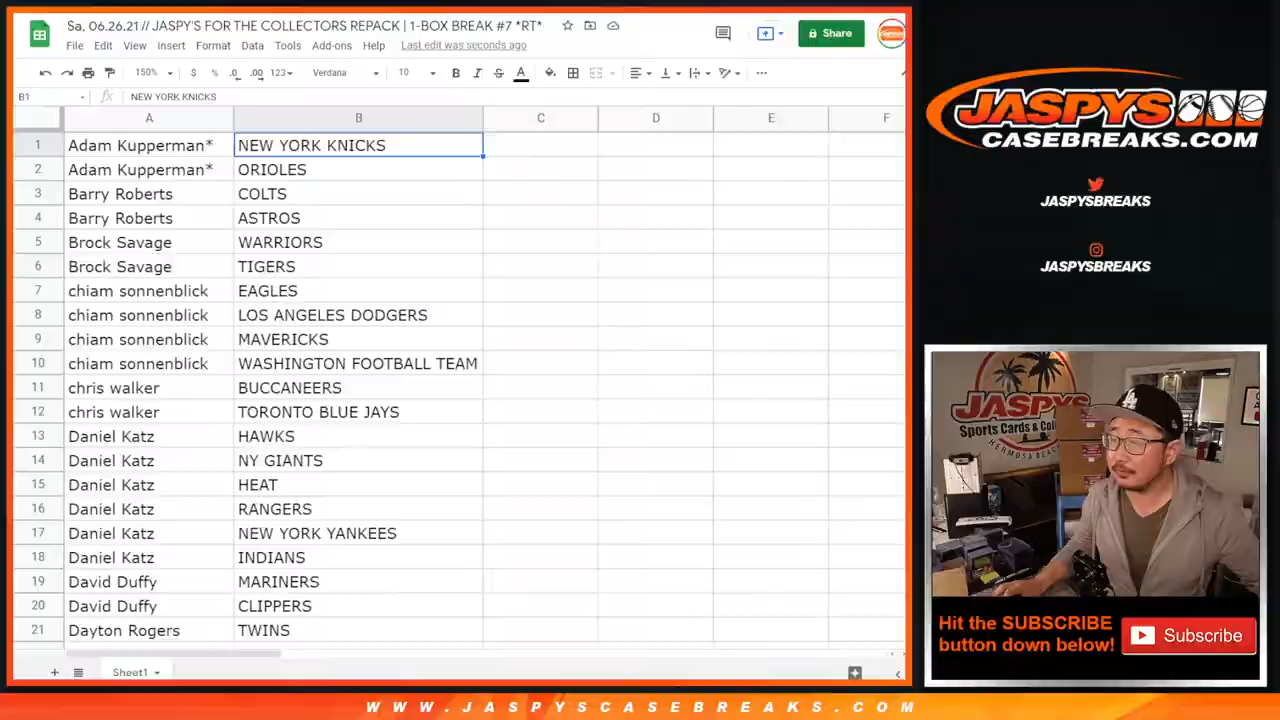 Sa, 06.26.21 // JASPY'S FOR THE COLLECTORS REPACK | 1-BOX BREAK #7 *RT*
File Edit View Insert Format Data Tools Add-ons Help Last edit was seconds ago
Share
150% $ % .0 .00 123 Verdana 10 B I S A
B1 fx NEW YORK KNICKS
A B C D E F
1 Adam Kupperman* NEW YORK KNICKS
2 Adam Kupperman* ORIOLES
3 Barry Roberts COLTS
4 Barry Roberts ASTROS
5 Brock Savage WARRIORS
6 Brock Savage TIGERS
7 chiam sonnenblick EAGLES
8 chiam sonnenblick LOS ANGELES DODGERS
9 chiam sonnenblick MAVERICKS
10 chiam sonnenblick WASHINGTON FOOTBALL TEAM
11 chris walker BUCCANEERS
12 chris walker TORONTO BLUE JAYS
13 Daniel Katz HAWKS
14 Daniel Katz NY GIANTS
15 Daniel Katz HEAT
16 Daniel Katz RANGERS
17 Daniel Katz NEW YORK YANKEES
18 Daniel Katz INDIANS
19 David Duffy MARINERS
20 David Duffy CLIPPERS
21 Dayton Rogers TWINS
Sheet1
JASPYS
CASEBREAKS.COM
JASPYSBREAKS
JASPYSBREAKS
JASPYS
Sports Cards & Col
HERMOSA BEACH
LA
Hit the SUBSCRIBE
button down below!
Subscribe
WWW.JASPYSCASEBREAKS.COM